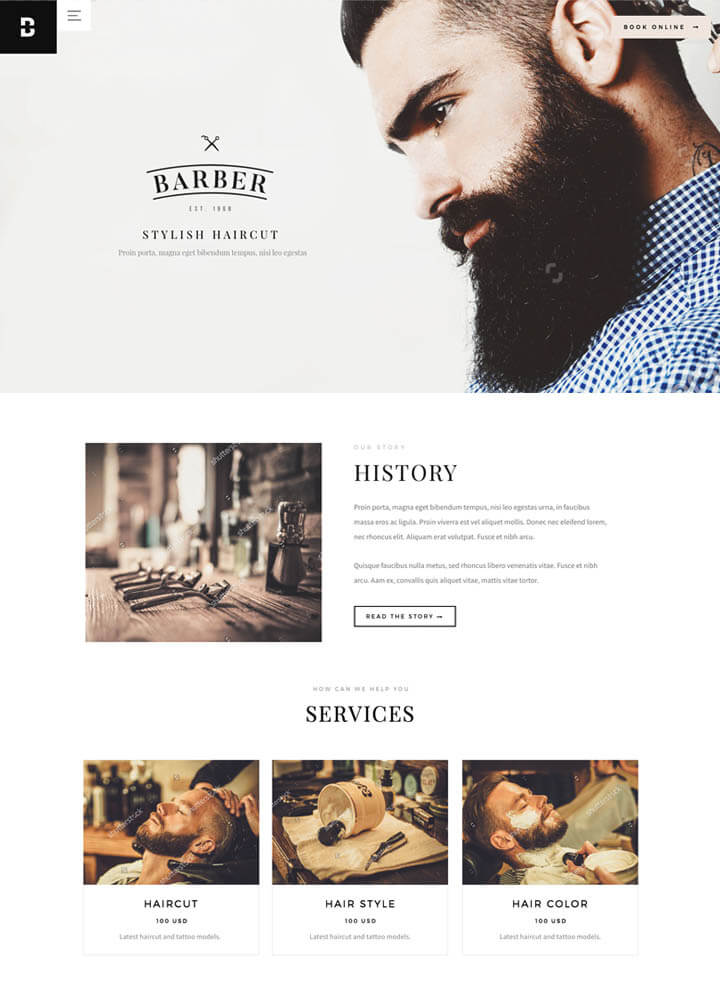 B
BOOK ONLINE →
BARBER
EST. 1968
STYLISH HAIRCUT
Proin porta, magna eget bibendum tempus, nisi leo egestas
OUR STORY
HISTORY
Proin porta, magna eget bibendum tempus, nisi leo egestas urna, in faucibus
massa eros ac ligula. Proin viverra est vel aliquet mollis. Donec nec eleifend lorem,
nec rhoncus elit. Aliquam erat volutpat. Fusce et nibh arcu.
Quisque faucibus nulla metus, sed rhoncus libero venenatis vitae. Fusce et nibh
arcu. Aam ex, convallis quis aliquet vitae, mattis vitae tortor.
READ THE STORY →
HOW CAN WE HELP YOU
SERVICES
HAIRCUT
100 USD
Latest haircut and tattoo models.
HAIR STYLE
100 USD
Latest haircut and tattoo models.
HAIR COLOR
100 USD
Latest haircut and tattoo models.